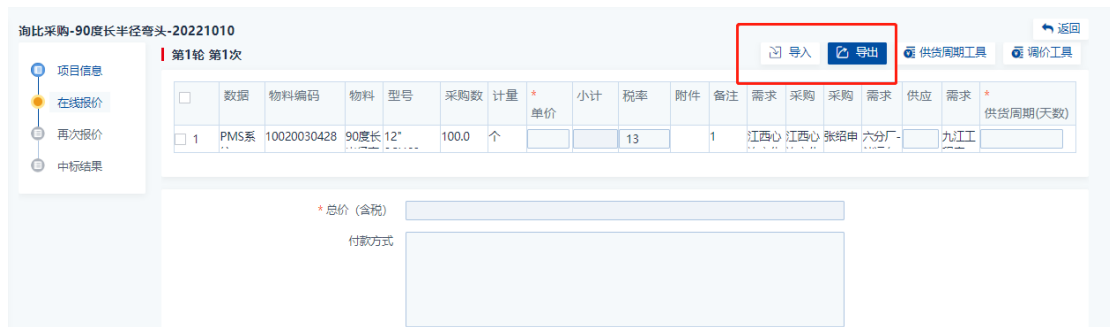 询比采购-90度长半径弯头-20221010
返回
第1轮 第1次
导入
导出
供货周期工具
调价工具
项目信息
在线报价
再次报价
中标结果
数据 物料编码 物料 型号 采购数 计量 * 单价 小计 税率 附件 备注 需求 采购 采购 需求 供应 需求 * 供货周期(天数)
1 PMS系 10020030428 90度长 12" 100.0 个 13 1 江西心 江西心 张绍申 六分厂- 九江工
* 总价（含税）
付款方式